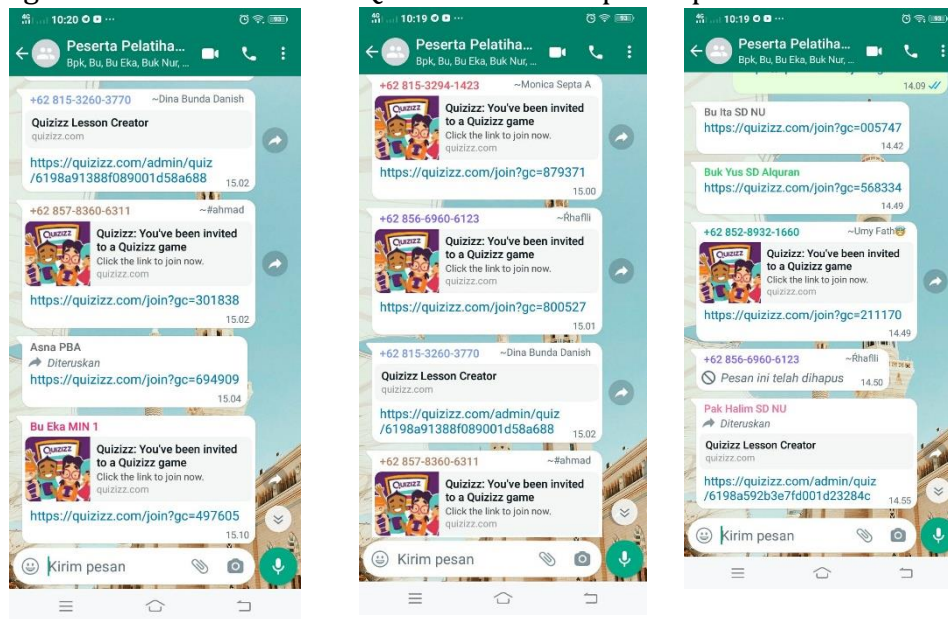 10:20
Peserta Pelatiha...
Bpk, Bu, Bu Eka, Buk Nur, ...
+62 815-3260-3770 ~Dina Bunda Danish
Quizizz Lesson Creator
quizizz.com
https://quizizz.com/admin/quiz
/6198a91388f089001d58a688 15.02
+62 857-8360-6311 ~#ahmad
Quizizz: You've been invited
to a Quizizz game
Click the link to join now.
quizizz.com
https://quizizz.com/join?gc=301838
15.02
Asna PBA
Diteruskan
https://quizizz.com/join?gc=694909
15.04
Bu Eka MIN 1
Quizizz: You've been invited
to a Quizizz game
Click the link to join now.
quizizz.com
https://quizizz.com/join?gc=497605
15.10
Kirim pesan
10:19
Peserta Pelatiha...
Bpk, Bu, Bu Eka, Buk Nur, ...
+62 815-3294-1423 ~Monica Septa A
Quizizz: You've been invited
to a Quizizz game
Click the link to join now.
quizizz.com
https://quizizz.com/join?gc=879371
15.00
+62 856-6960-6123 ~Rhaflli
Quizizz: You've been invited
to a Quizizz game
Click the link to join now.
quizizz.com
https://quizizz.com/join?gc=800527
15.01
+62 815-3260-3770 ~Dina Bunda Danish
Quizizz Lesson Creator
quizizz.com
https://quizizz.com/admin/quiz
/6198a91388f089001d58a688 15.02
+62 857-8360-6311 ~#ahmad
Quizizz: You've been invited
to a Quizizz game
Click the link to join now.
quizizz.com
Kirim pesan
10:19
Peserta Pelatiha...
Bpk, Bu, Bu Eka, Buk Nur, ...
14.09
Bu Ita SD NU
https://quizizz.com/join?gc=005747
14.42
Buk Yus SD Alquran
https://quizizz.com/join?gc=568334
14.49
+62 852-8932-1660 ~Umy Fath
Quizizz: You've been invited
to a Quizizz game
Click the link to join now.
quizizz.com
https://quizizz.com/join?gc=211170
14.49
+62 856-6960-6123 ~Rhaflli
Pesan ini telah dihapus 14.50
Pak Halim SD NU
Diteruskan
Quizizz Lesson Creator
quizizz.com
https://quizizz.com/admin/quiz
/6198a592b3e7fd001d23284c 14.55
Kirim pesan